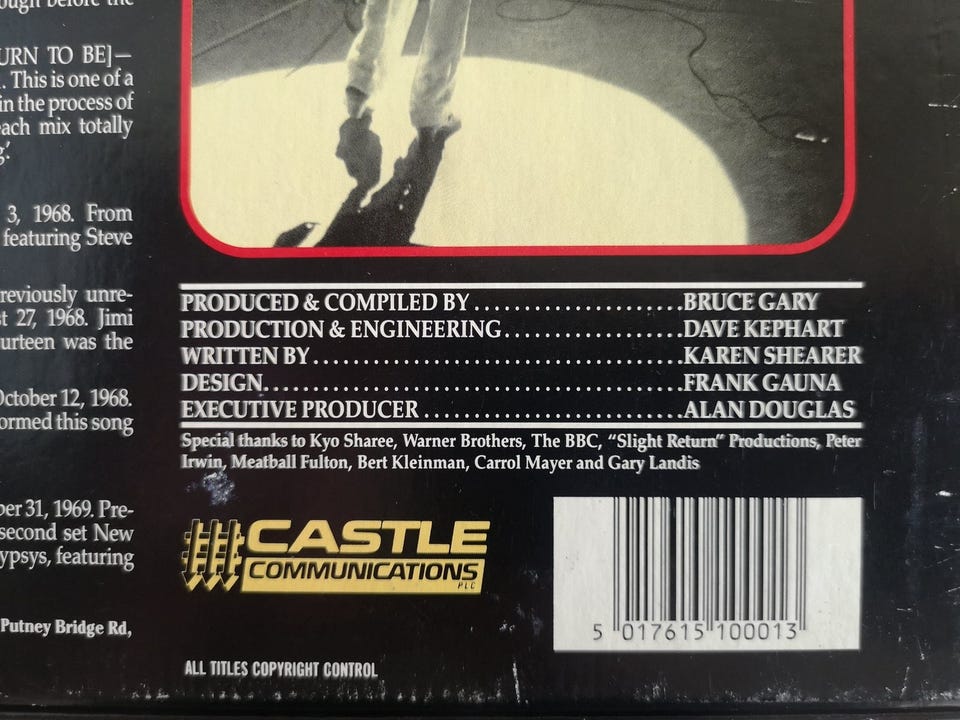 ough before the
URN TO BE]—
. This is one of a
in the process of
each mix totally
g'.
3, 1968. From
featuring Steve
reviously unre-
st 27, 1968. Jimi
urteen was the
October 12, 1968.
ormed this song
ber 31, 1969. Pre-
second set New
ypsys, featuring
Putney Bridge Rd,
PRODUCED & COMPILED BY......................BRUCE GARY
PRODUCTION & ENGINEERING...................DAVE KEPHART
WRITTEN BY.......................................KAREN SHEARER
DESIGN.............................................FRANK GAUNA
EXECUTIVE PRODUCER...........................ALAN DOUGLAS
Special thanks to Kyo Sharee, Warner Brothers, The BBC, “Slight Return” Productions, Peter
Irwin, Meatball Fulton, Bert Kleinman, Carrol Mayer and Gary Landis
CASTLE
COMMUNICATIONS
PLC
5 017615 100013
ALL TITLES COPYRIGHT CONTROL